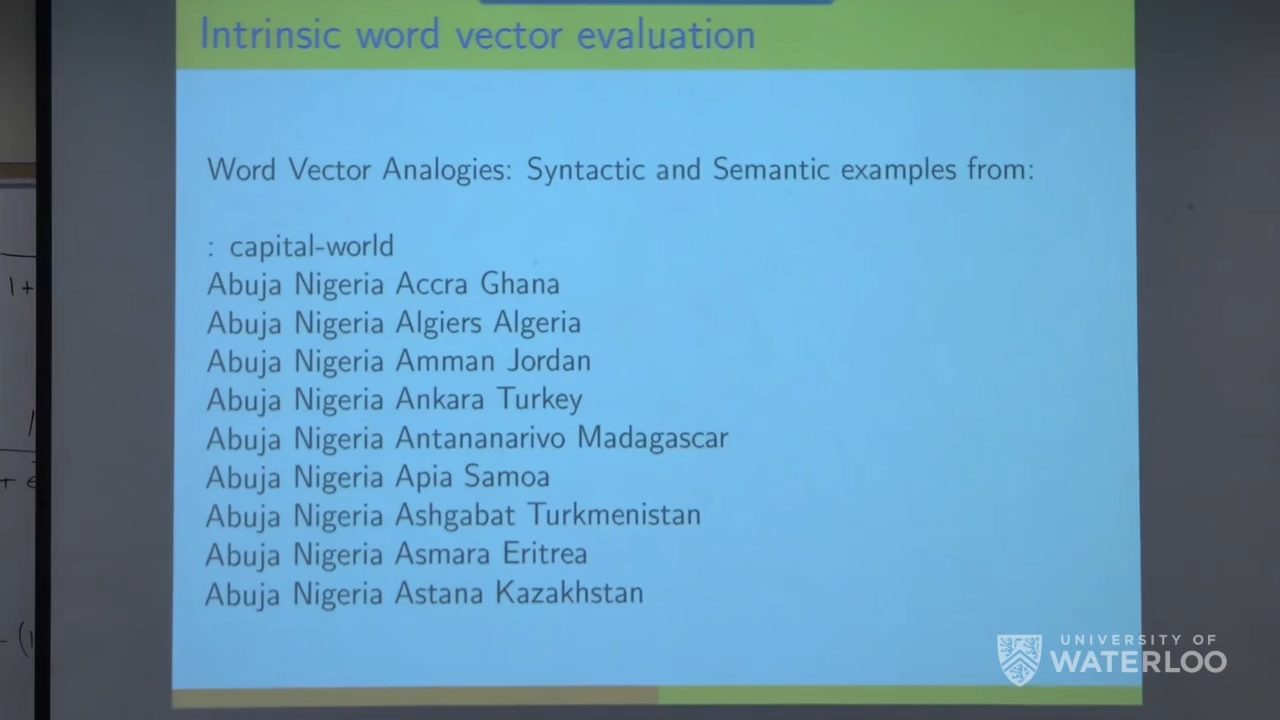 Intrinsic word vector evaluation
Word Vector Analogies: Syntactic and Semantic examples from:
: capital-world
Abuja Nigeria Accra Ghana
Abuja Nigeria Algiers Algeria
Abuja Nigeria Amman Jordan
Abuja Nigeria Ankara Turkey
Abuja Nigeria Antananarivo Madagascar
Abuja Nigeria Apia Samoa
Abuja Nigeria Ashgabat Turkmenistan
Abuja Nigeria Asmara Eritrea
Abuja Nigeria Astana Kazakhstan
1+
UNIVERSITY OF
WATERLOO